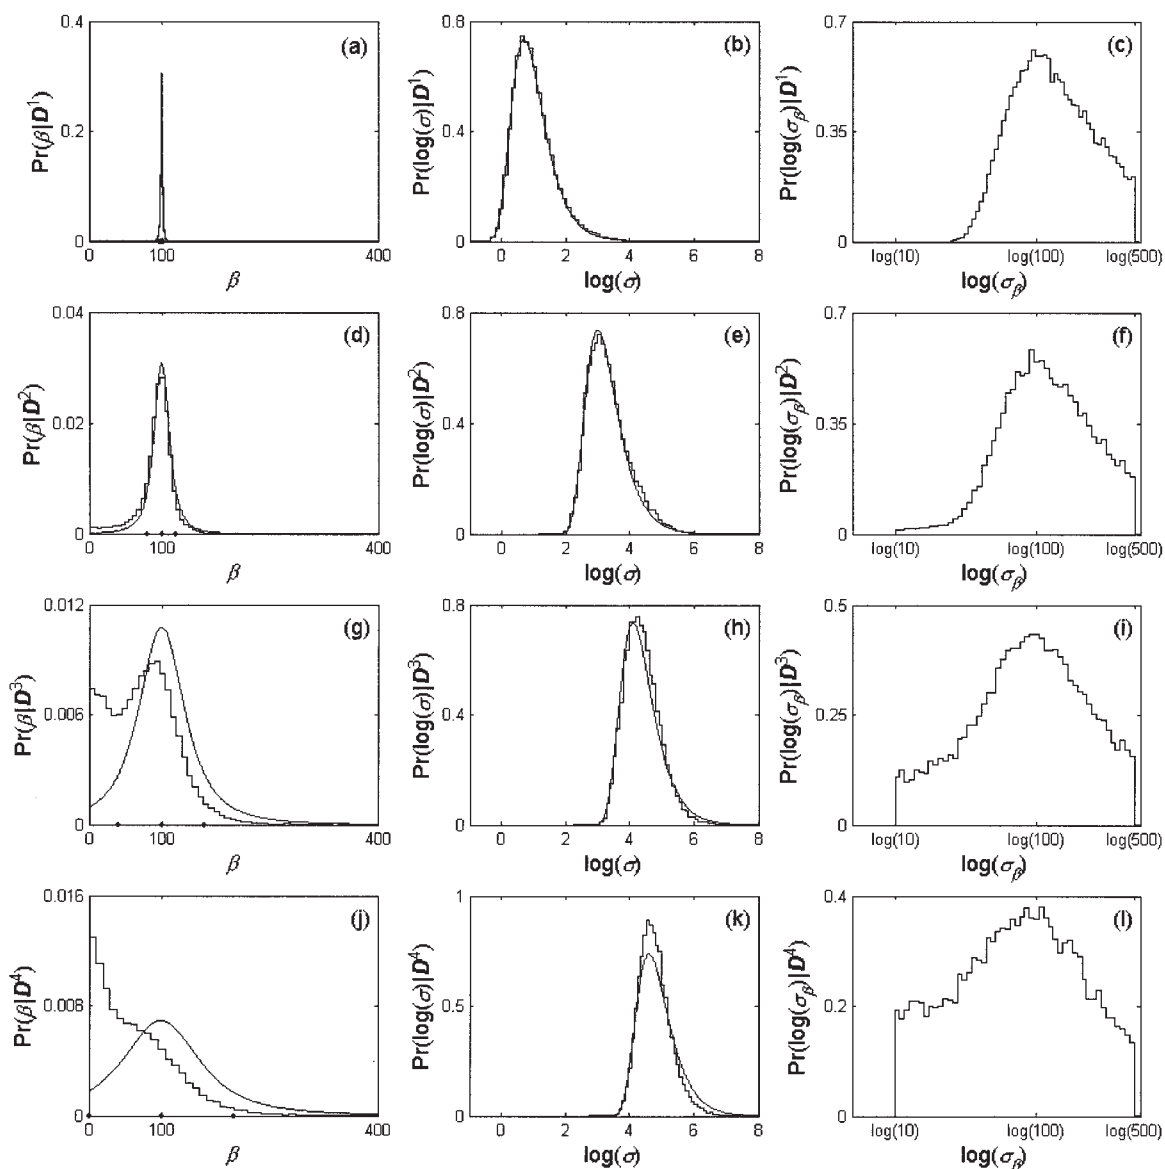 0.4
(a)
Pr(β|D¹)
0.2
0
0 100 400
β
0.8
(b)
Pr(log(σ)|D¹)
0.4
0
0 2 4 6 8
log(σ)
0.7
(c)
Pr(log(σβ)|D¹)
0.35
0
log(10) log(100) log(500)
log(σβ)
0.04
(d)
Pr(β|D²)
0.02
0
0 100 400
β
0.8
(e)
Pr(log(σ)|D²)
0.4
0
0 2 4 6 8
log(σ)
0.7
(f)
Pr(log(σβ)|D²)
0.35
0
log(10) log(100) log(500)
log(σβ)
0.012
(g)
Pr(β|D³)
0.006
0
0 100 400
β
0.8
(h)
Pr(log(σ)|D³)
0.4
0
0 2 4 6 8
log(σ)
0.5
(i)
Pr(log(σβ)|D³)
0.25
0
log(10) log(100) log(500)
log(σβ)
0.016
(j)
Pr(β|D⁴)
0.008
0
0 100 400
β
1
(k)
Pr(log(σ)|D⁴)
0.5
0
0 2 4 6 8
log(σ)
0.4
(l)
Pr(log(σβ)|D⁴)
0.2
0
log(10) log(100) log(500)
log(σβ)